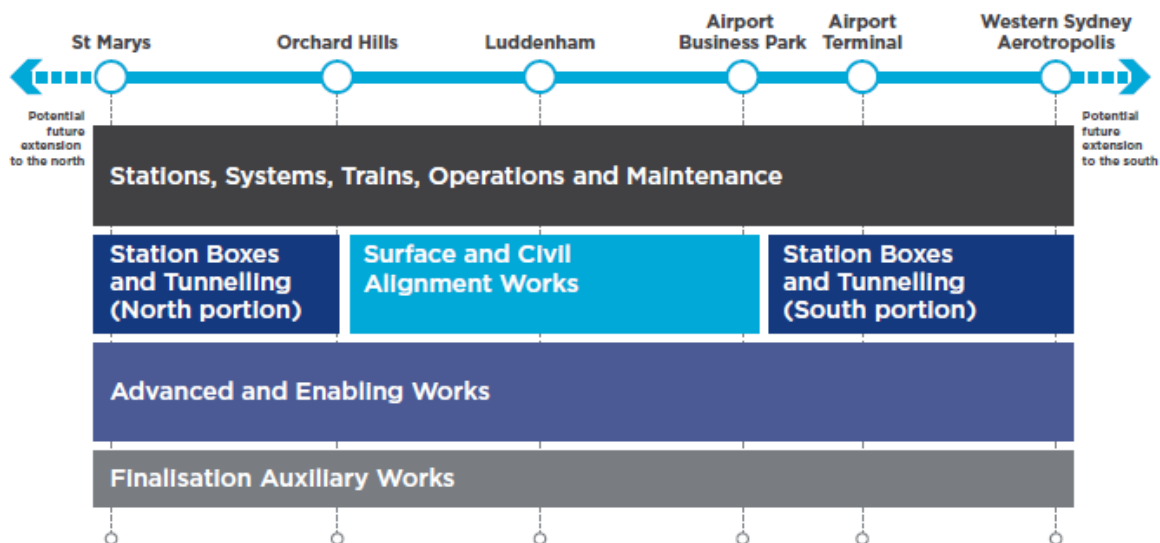 St Marys
Orchard Hills
Luddenham
Airport
Business Park
Airport
Terminal
Western Sydney
Aerotropolis
Potential
future
extension
to the north
Potential
future
extension
to the south
Stations, Systems, Trains, Operations and Maintenance
Station Boxes
and Tunnelling
(North portion)
Surface and Civil
Alignment Works
Station Boxes
and Tunnelling
(South portion)
Advanced and Enabling Works
Finalisation Auxiliary Works